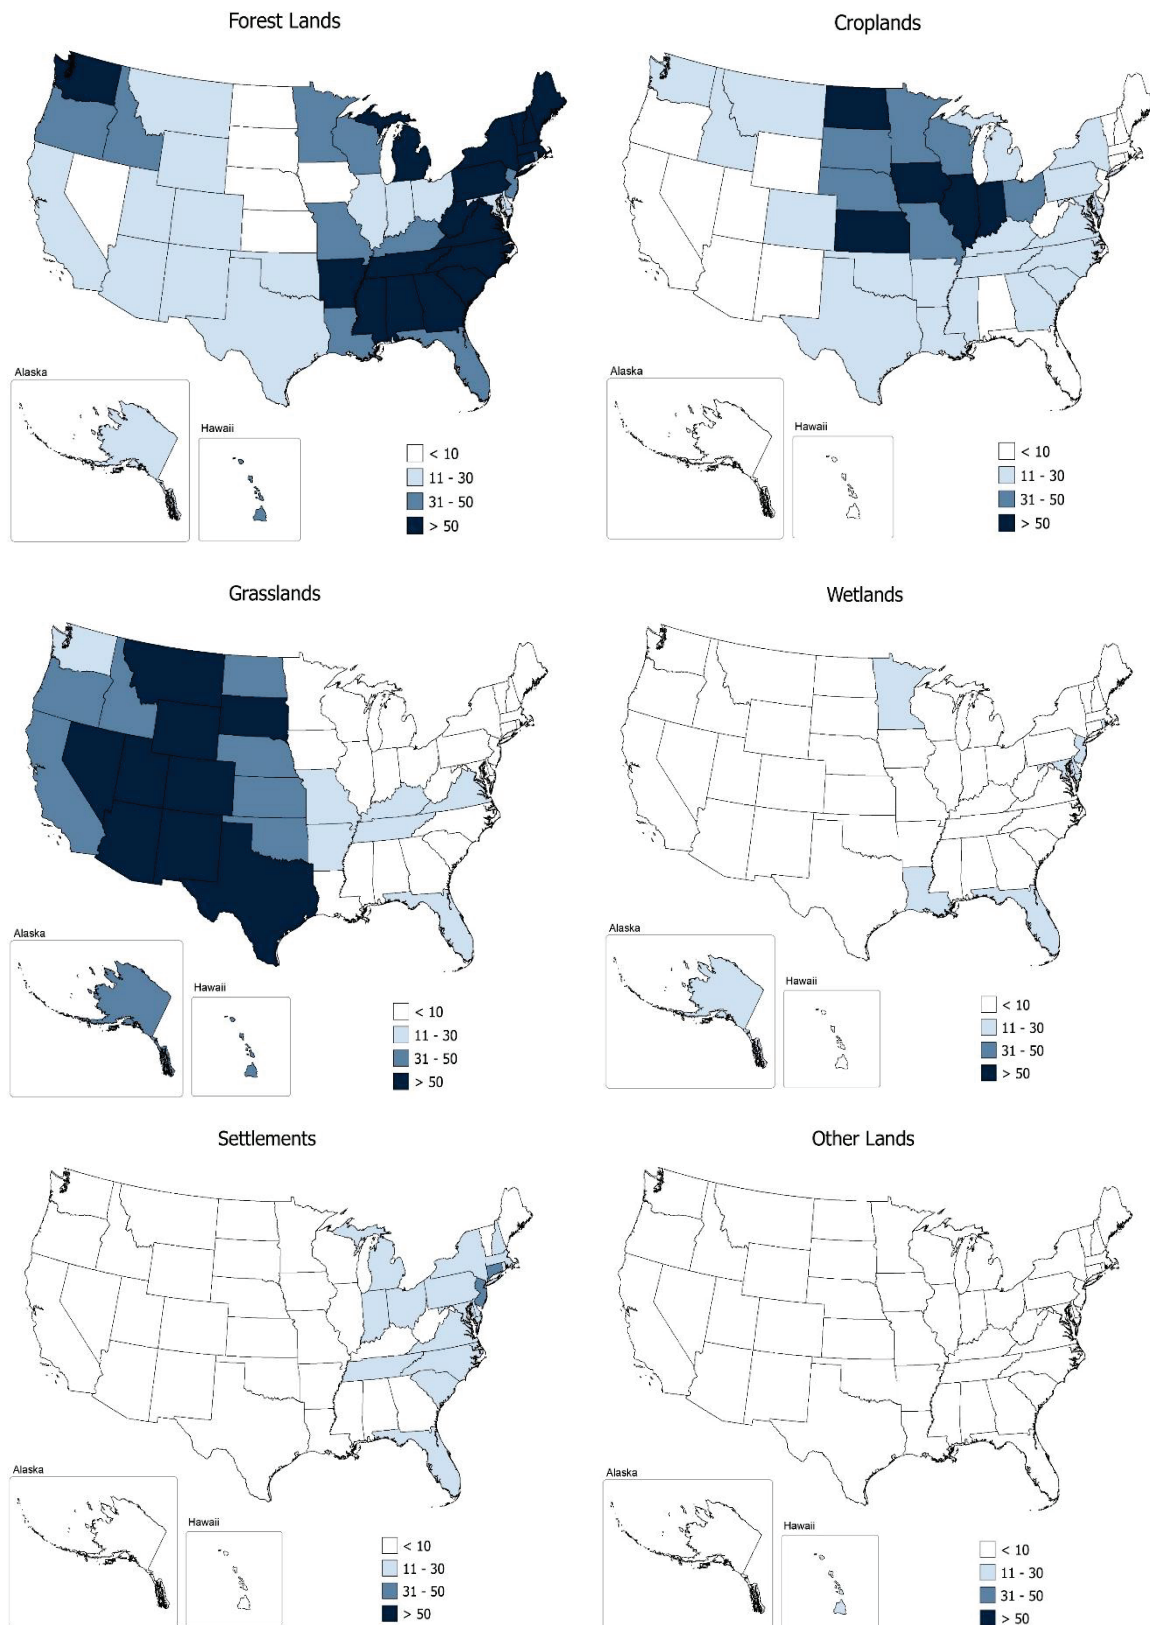 Forest Lands
Croplands
Alaska
Hawaii
< 10
11 - 30
31 - 50
> 50
Alaska
Hawaii
< 10
11 - 30
31 - 50
> 50
Grasslands
Wetlands
Alaska
Hawaii
< 10
11 - 30
31 - 50
> 50
Alaska
Hawaii
< 10
11 - 30
31 - 50
> 50
Settlements
Other Lands
Alaska
Hawaii
< 10
11 - 30
31 - 50
> 50
Alaska
Hawaii
< 10
11 - 30
31 - 50
> 50